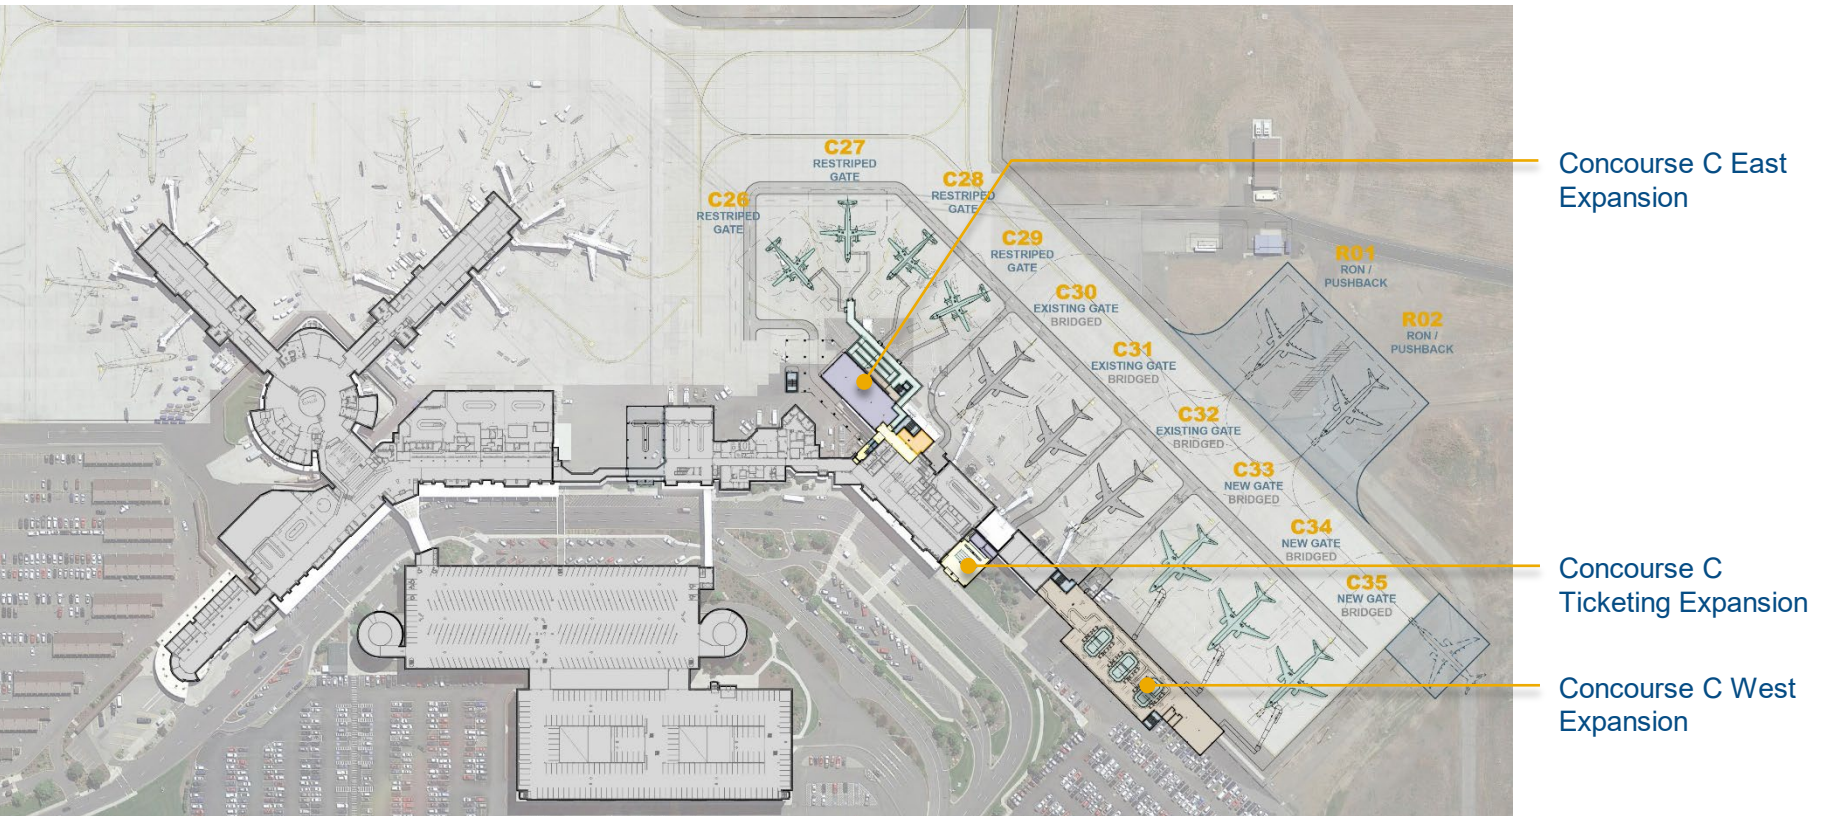 C27
RESTRIPED
GATE
C26
RESTRIPED
GATE
C28
RESTRIPED
GATE
C29
RESTRIPED
GATE
C30
EXISTING GATE
BRIDGED
C31
EXISTING GATE
BRIDGED
C32
EXISTING GATE
BRIDGED
C33
NEW GATE
BRIDGED
C34
NEW GATE
BRIDGED
C35
NEW GATE
BRIDGED
R01
RON /
PUSHBACK
R02
RON /
PUSHBACK
Concourse C East
Expansion
Concourse C
Ticketing Expansion
Concourse C West
Expansion